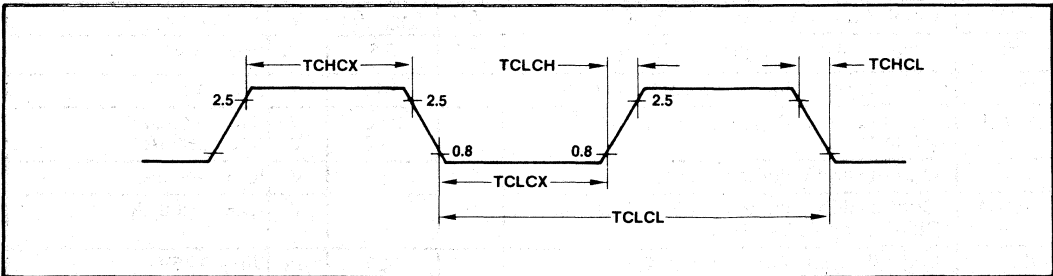 TCHCX TCLCH TCHCL
2.5 2.5 2.5
0.8 0.8
TCLCX
TCLCL